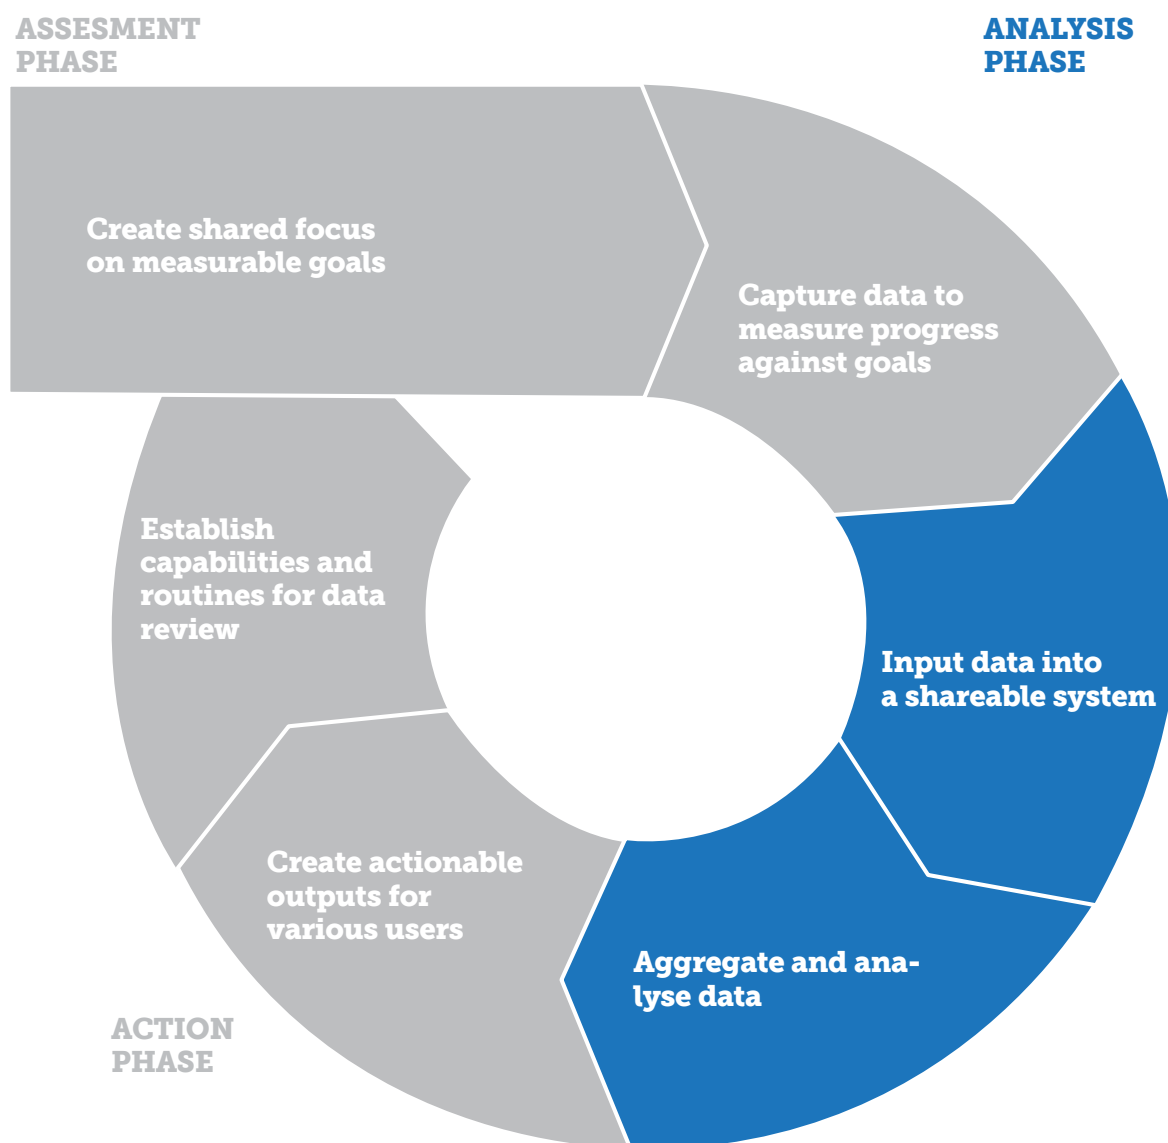 ASSESMENT
PHASE
ANALYSIS
PHASE
Create shared focus
on measurable goals
Capture data to
measure progress
against goals
Input data into
a shareable system
Aggregate and ana-
lyse data
Create actionable
outputs for
various users
Establish
capabilities and
routines for data
review
ACTION
PHASE